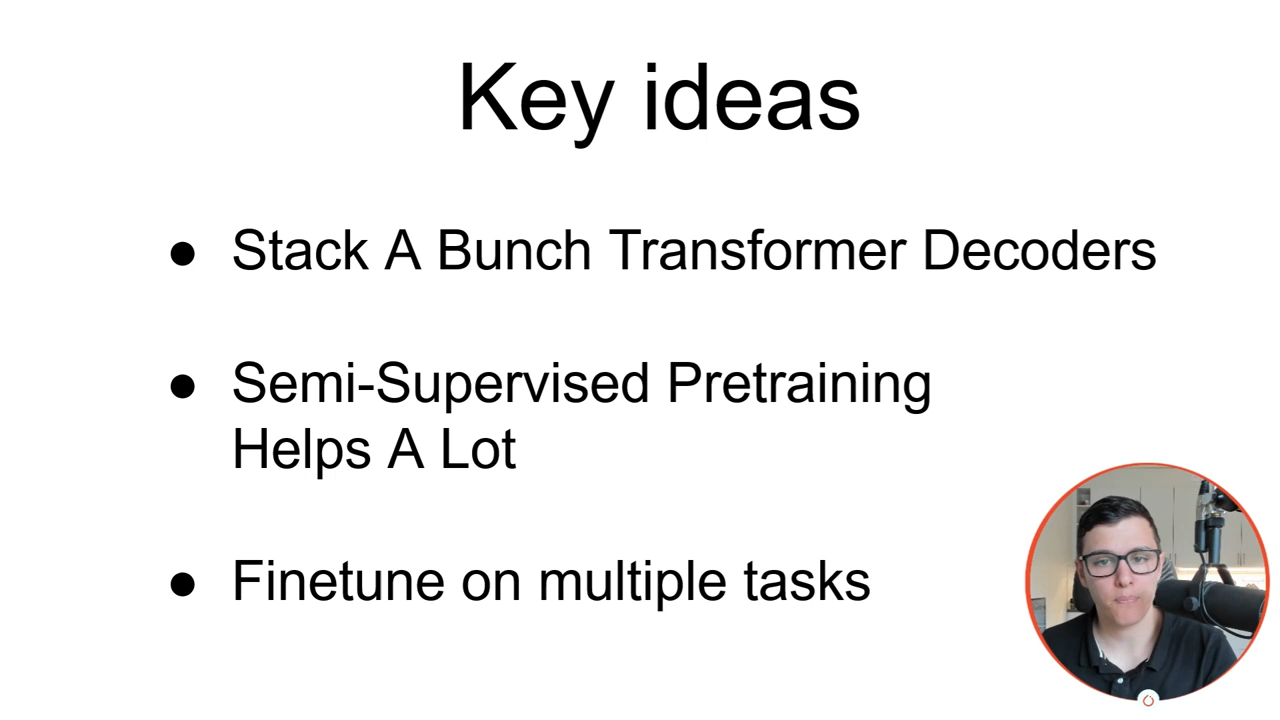 Key ideas
● Stack A Bunch Transformer Decoders
● Semi-Supervised Pretraining
Helps A Lot
● Finetune on multiple tasks